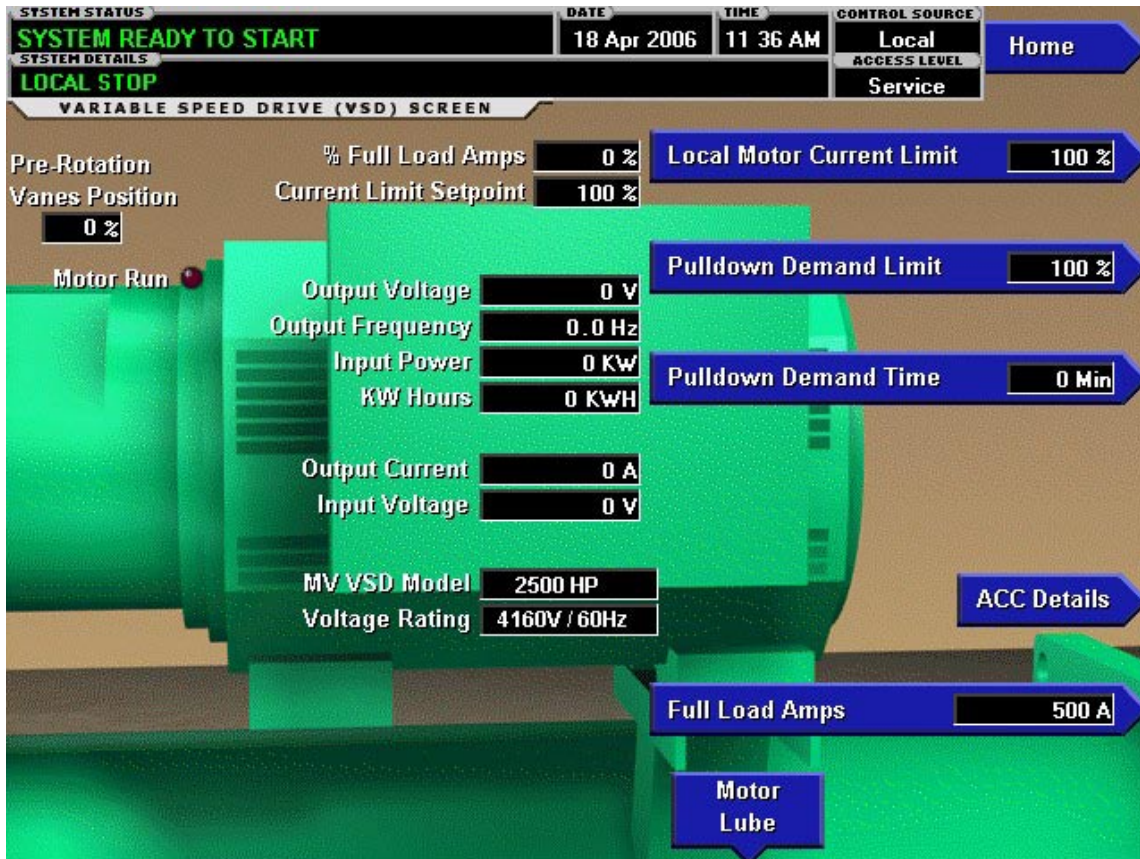 SYSTEM STATUS
SYSTEM READY TO START
DATE
18 Apr 2006
TIME
11 36 AM
CONTROL SOURCE
Local
Home
SYSTEM DETAILS
LOCAL STOP
ACCESS LEVEL
Service
VARIABLE SPEED DRIVE (VSD) SCREEN
Pre-Rotation
Vanes Position
0 %
Motor Run
% Full Load Amps 0 %
Current Limit Setpoint 100 %
Output Voltage 0 V
Output Frequency 0.0 Hz
Input Power 0 KW
KW Hours 0 KWH
Output Current 0 A
Input Voltage 0 V
MV VSD Model 2500 HP
Voltage Rating 4160V / 60Hz
Local Motor Current Limit 100 %
Pulldown Demand Limit 100 %
Pulldown Demand Time 0 Min
ACC Details
Full Load Amps 500 A
Motor
Lube